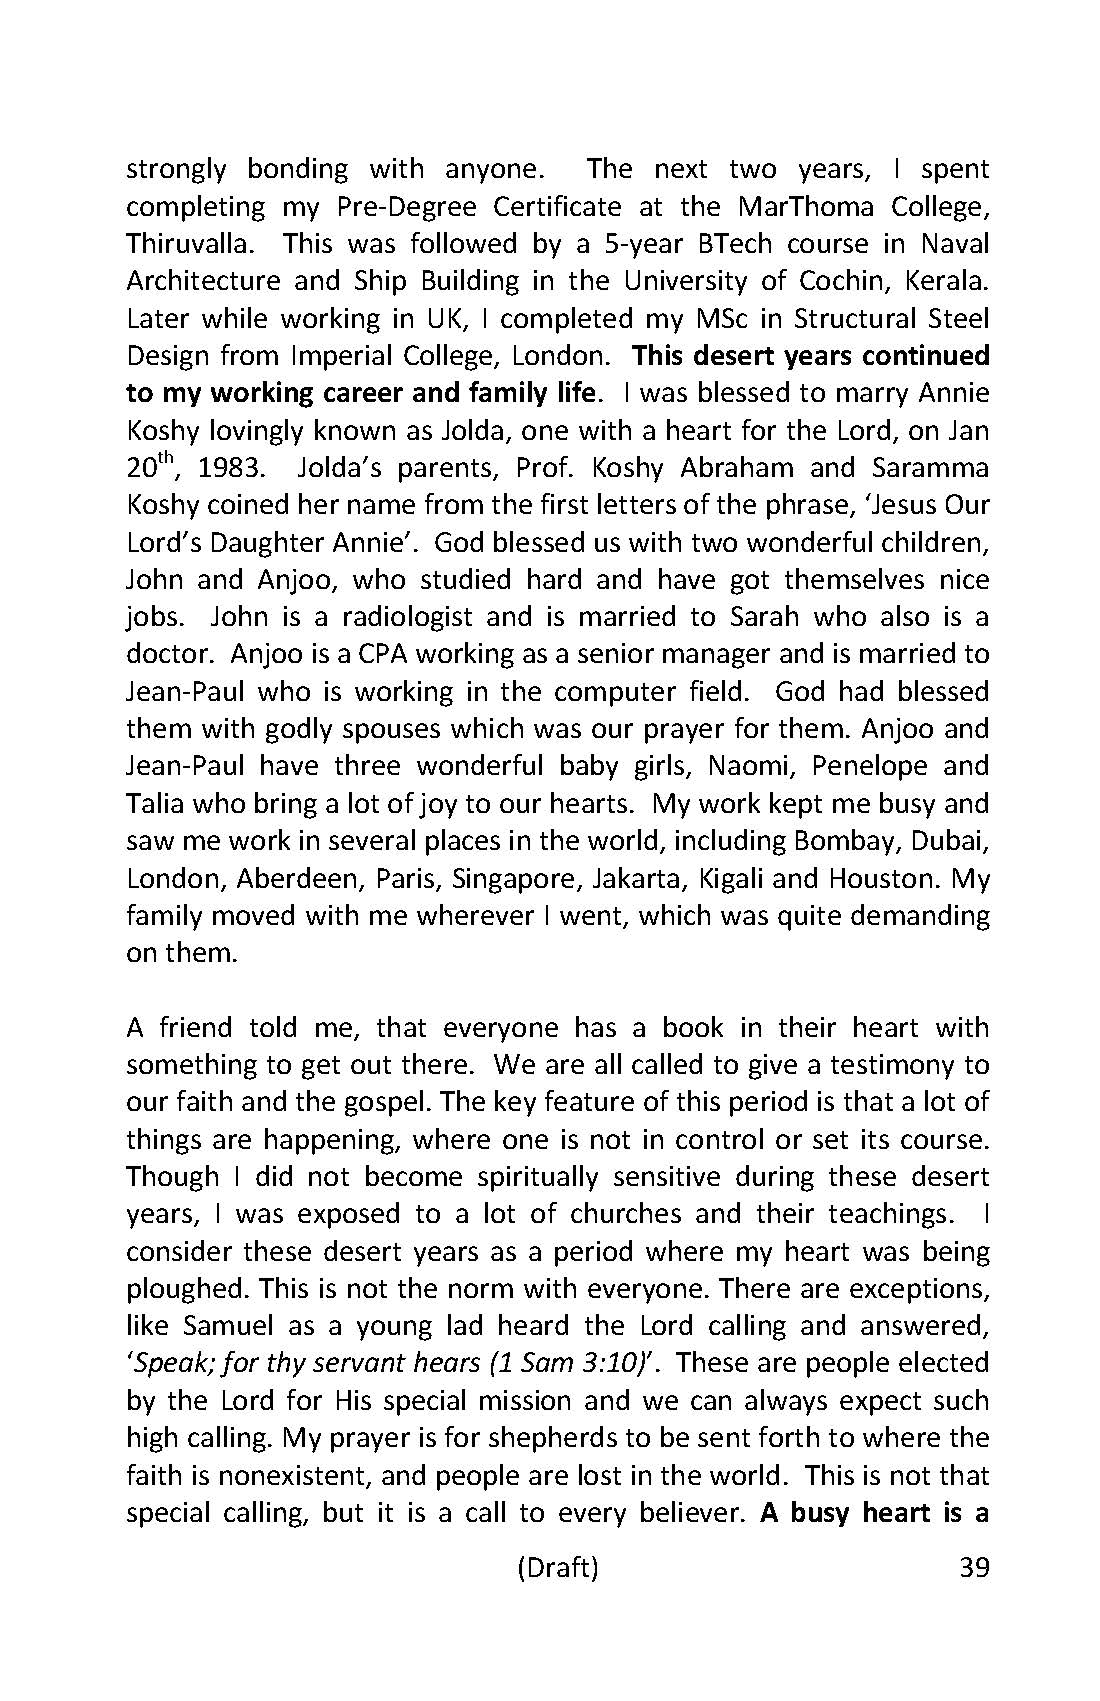 strongly bonding with anyone. The next two years, I spent
completing my Pre-Degree Certificate at the MarThoma College,
Thiruvalla. This was followed by a 5-year BTech course in Naval
Architecture and Ship Building in the University of Cochin, Kerala.
Later while working in UK, I completed my MSc in Structural Steel
Design from Imperial College, London. This desert years continued
to my working career and family life. I was blessed to marry Annie
Koshy lovingly known as Jolda, one with a heart for the Lord, on Jan
20th, 1983. Jolda’s parents, Prof. Koshy Abraham and Saramma
Koshy coined her name from the first letters of the phrase, ‘Jesus Our
Lord’s Daughter Annie’. God blessed us with two wonderful children,
John and Anjoo, who studied hard and have got themselves nice
jobs. John is a radiologist and is married to Sarah who also is a
doctor. Anjoo is a CPA working as a senior manager and is married to
Jean-Paul who is working in the computer field. God had blessed
them with godly spouses which was our prayer for them. Anjoo and
Jean-Paul have three wonderful baby girls, Naomi, Penelope and
Talia who bring a lot of joy to our hearts. My work kept me busy and
saw me work in several places in the world, including Bombay, Dubai,
London, Aberdeen, Paris, Singapore, Jakarta, Kigali and Houston. My
family moved with me wherever I went, which was quite demanding
on them.
A friend told me, that everyone has a book in their heart with
something to get out there. We are all called to give a testimony to
our faith and the gospel. The key feature of this period is that a lot of
things are happening, where one is not in control or set its course.
Though I did not become spiritually sensitive during these desert
years, I was exposed to a lot of churches and their teachings. I
consider these desert years as a period where my heart was being
ploughed. This is not the norm with everyone. There are exceptions,
like Samuel as a young lad heard the Lord calling and answered,
‘Speak; for thy servant hears (1 Sam 3:10)’. These are people elected
by the Lord for His special mission and we can always expect such
high calling. My prayer is for shepherds to be sent forth to where the
faith is nonexistent, and people are lost in the world. This is not that
special calling, but it is a call to every believer. A busy heart is a
(Draft) 39